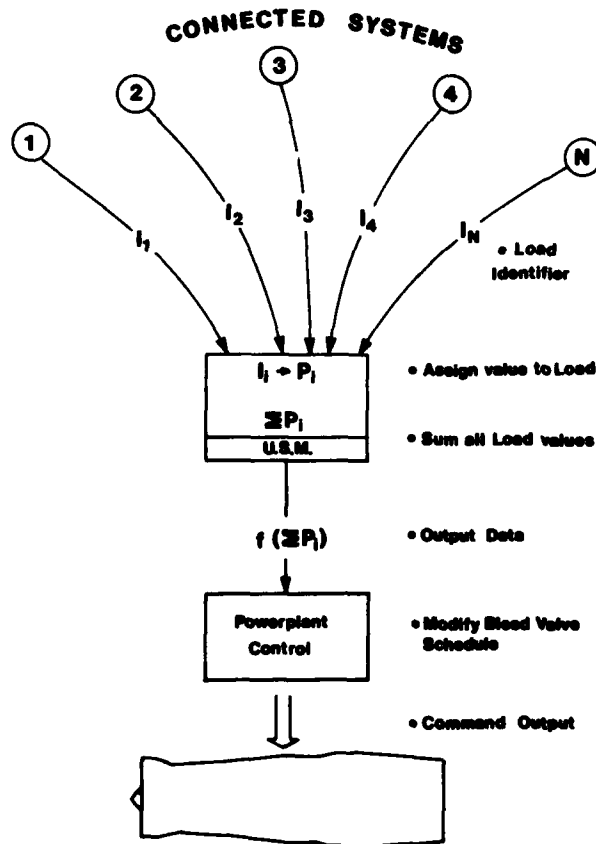 CONNECTED SYSTEMS
3
2
4
1
N
I₁
I₂
I₃
I₄
I_N
• Load
Identifier
Iᵢ → Pᵢ
• Assign value to Load
ΣPᵢ
U.S.M.
• Sum all Load values
f (ΣPᵢ)
• Output Data
Powerplant
Control
• Modify Bleed Valve
Schedule
• Command Output